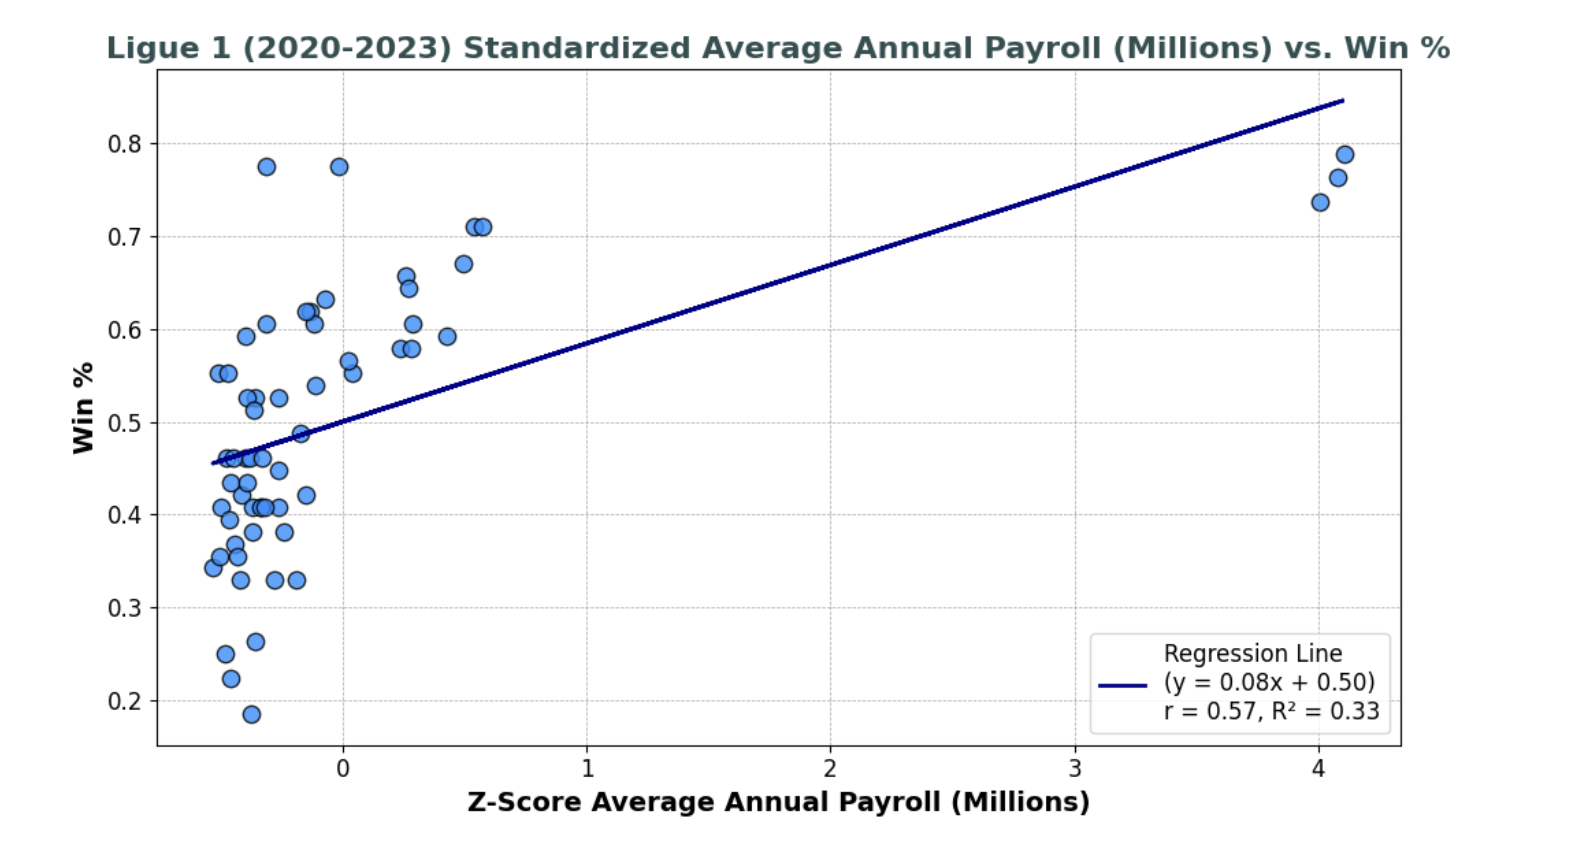 Ligue 1 (2020-2023) Standardized Average Annual Payroll (Millions) vs. Win %
0.8
0.7
0.6
0.5
0.4
0.3
0.2
Win %
Regression Line
(y = 0.08x + 0.50)
r = 0.57, R² = 0.33
0 1 2 3 4
Z-Score Average Annual Payroll (Millions)